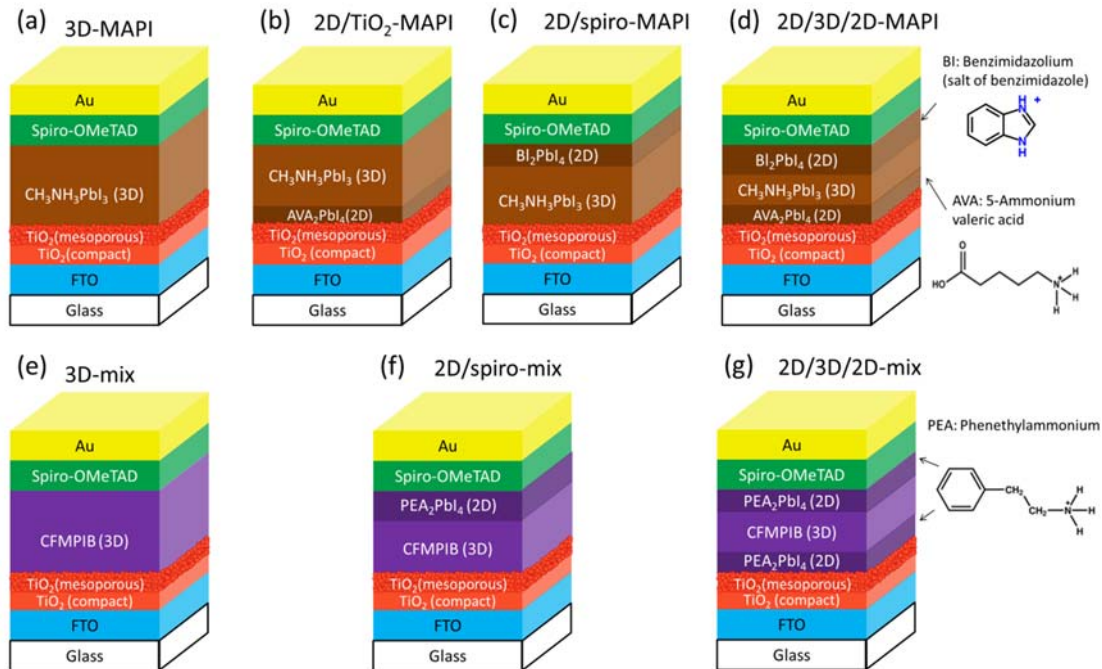 (a) 3D-MAPI
Au
Spiro-OMeTAD
CH₃NH₃PbI₃ (3D)
TiO₂(mesoporous)
TiO₂ (compact)
FTO
Glass
(b) 2D/TiO₂-MAPI
Au
Spiro-OMeTAD
CH₃NH₃PbI₃ (3D)
AVA₂PbI₄(2D)
TiO₂(mesoporous)
TiO₂ (compact)
FTO
Glass
(c) 2D/spiro-MAPI
Au
Spiro-OMeTAD
BI₂PbI₄ (2D)
CH₃NH₃PbI₃ (3D)
TiO₂(mesoporous)
TiO₂ (compact)
FTO
Glass
(d) 2D/3D/2D-MAPI
Au
Spiro-OMeTAD
BI₂PbI₄ (2D)
CH₃NH₃PbI₃ (3D)
AVA₂PbI₄ (2D)
TiO₂(mesoporous)
TiO₂ (compact)
FTO
Glass
BI: Benzimidazolium
(salt of benzimidazole)
H
N
+
N
H
AVA: 5-Ammonium
valeric acid
O
HO
N+
H
H
H
(e) 3D-mix
Au
Spiro-OMeTAD
CFMPIB (3D)
TiO₂(mesoporous)
TiO₂ (compact)
FTO
Glass
(f) 2D/spiro-mix
Au
Spiro-OMeTAD
PEA₂PbI₄ (2D)
CFMPIB (3D)
TiO₂(mesoporous)
TiO₂ (compact)
FTO
Glass
(g) 2D/3D/2D-mix
Au
Spiro-OMeTAD
PEA₂PbI₄ (2D)
CFMPIB (3D)
PEA₂PbI₄ (2D)
TiO₂(mesoporous)
TiO₂ (compact)
FTO
Glass
PEA: Phenethylammonium
CH₂
CH₂
N+
H
H
H